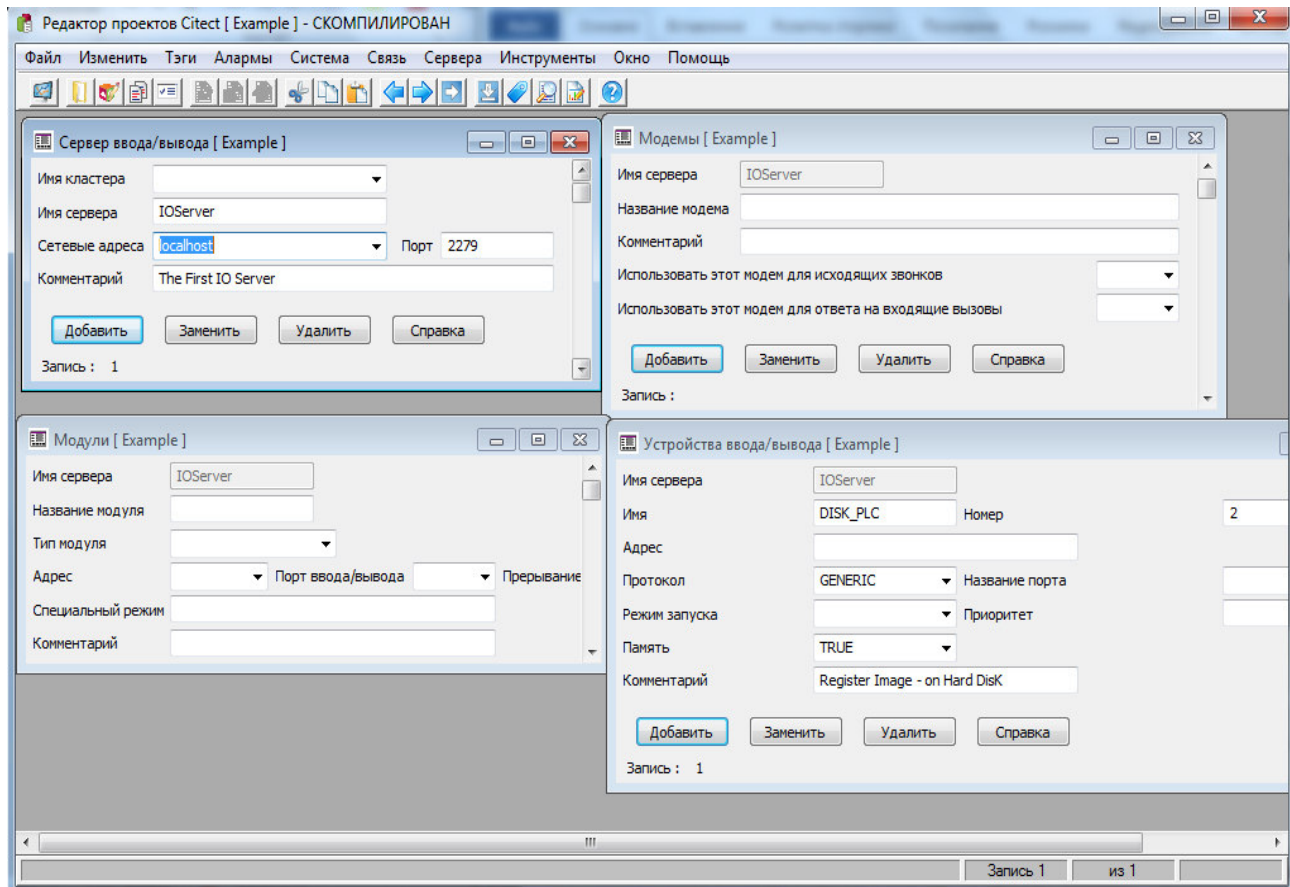 Редактор проектов Citect [ Example ] - СКОМПИЛИРОВАН
Файл Изменить Тэги Алармы Система Связь Сервера Инструменты Окно Помощь
Сервер ввода/вывода [ Example ]
Имя кластера
Имя сервера IOServer
Сетевые адреса localhost Порт 2279
Комментарий The First IO Server
Добавить Заменить Удалить Справка
Запись : 1
Модемы [ Example ]
Имя сервера IOServer
Название модема
Комментарий
Использовать этот модем для исходящих звонков
Использовать этот модем для ответа на входящие вызовы
Добавить Заменить Удалить Справка
Запись :
Модули [ Example ]
Имя сервера IOServer
Название модуля
Тип модуля
Адрес Порт ввода/вывода Прерывание
Специальный режим
Комментарий
Устройства ввода/вывода [ Example ]
Имя сервера IOServer
Имя DISK_PLC Номер 2
Адрес
Протокол GENERIC Название порта
Режим запуска Приоритет
Память TRUE
Комментарий Register Image - on Hard DisK
Добавить Заменить Удалить Справка
Запись : 1
Запись 1 из 1